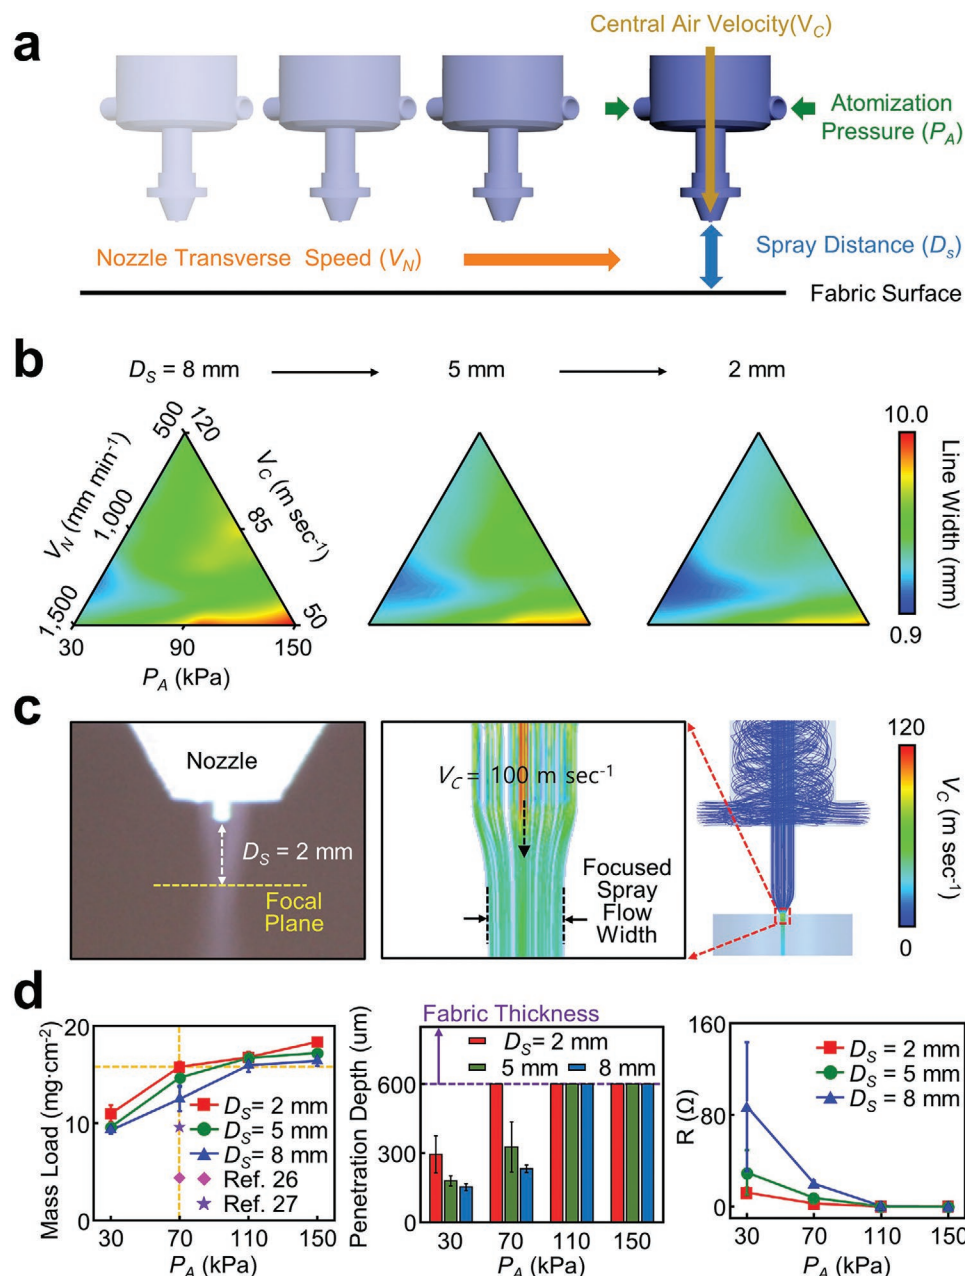 a
Central Air Velocity(V_C)
Atomization
Pressure (P_A)
Nozzle Transverse Speed (V_N)
Spray Distance (D_s)
Fabric Surface
b
D_S = 8 mm
5 mm
2 mm
500
120
V_N (mm min⁻¹)
V_C (m sec⁻¹)
1,000
85
1,500
50
30
90
150
P_A (kPa)
10.0
Line Width (mm)
0.9
c
Nozzle
D_S = 2 mm
Focal
Plane
V_C = 100 m sec⁻¹
Focused
Spray
Flow
Width
120
V_C (m sec⁻¹)
0
d
Mass Load (mg·cm⁻²)
20
10
0
D_S= 2 mm
D_S= 5 mm
D_S= 8 mm
Ref. 26
Ref. 27
30 70 110 150
P_A (kPa)
Penetration Depth (um)
Fabric Thickness
D_S= 2 mm
5 mm
8 mm
600
300
0
30 70 110 150
P_A (kPa)
R (Ω)
160
80
0
D_S = 2 mm
D_S = 5 mm
D_S = 8 mm
30 70 110 150
P_A (kPa)